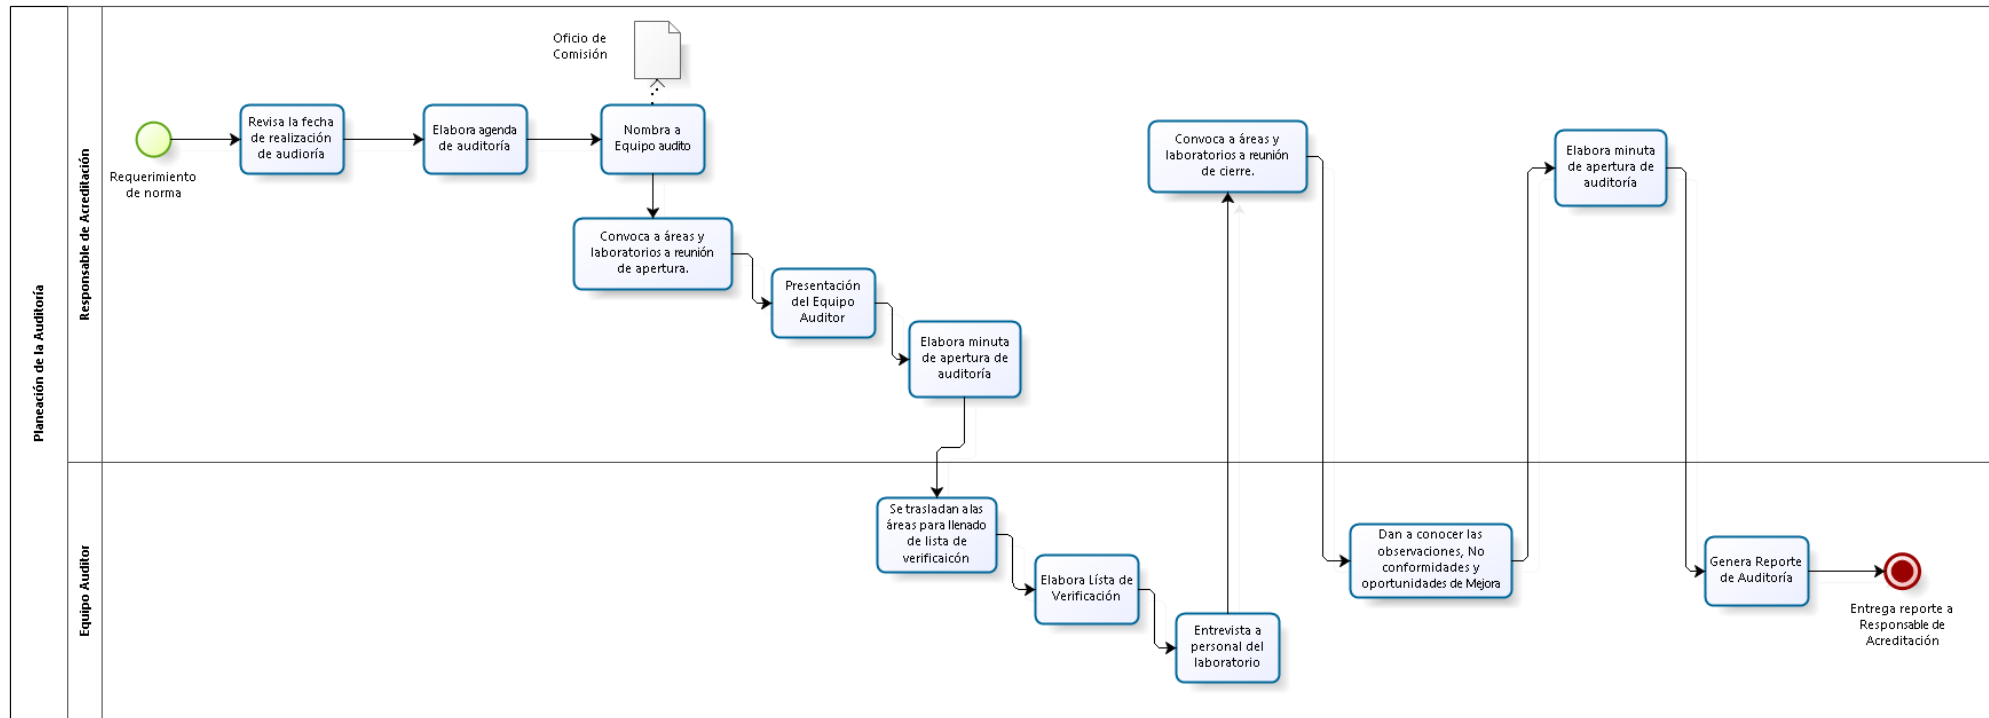 Planeación de la Auditoría
Responsable de Acreditación
Oficio de
Comisión
Requerimiento
de norma
Revisa la fecha
de realización
de audioría
Elabora agenda
de auditoría
Nombra a
Equipo audito
Convoca a áreas y
laboratorios a reunión
de apertura.
Presentación
del Equipo
Auditor
Elabora minuta
de apertura de
auditoría
Convoca a áreas y
laboratorios a reunión
de cierre.
Elabora minuta
de apertura de
auditoría
Equipo Auditor
Se trasladan alas
áreas para llenado
de lista de
verificaicón
Elabora Lísta de
Verificación
Entrevista a
personal del
laboratorio
Dan a conocer las
observaciones, No
conformidades y
oportunidades de Mejora
Genera Reporte
de Auditoría
Entrega reporte a
Responsable de
Acreditación